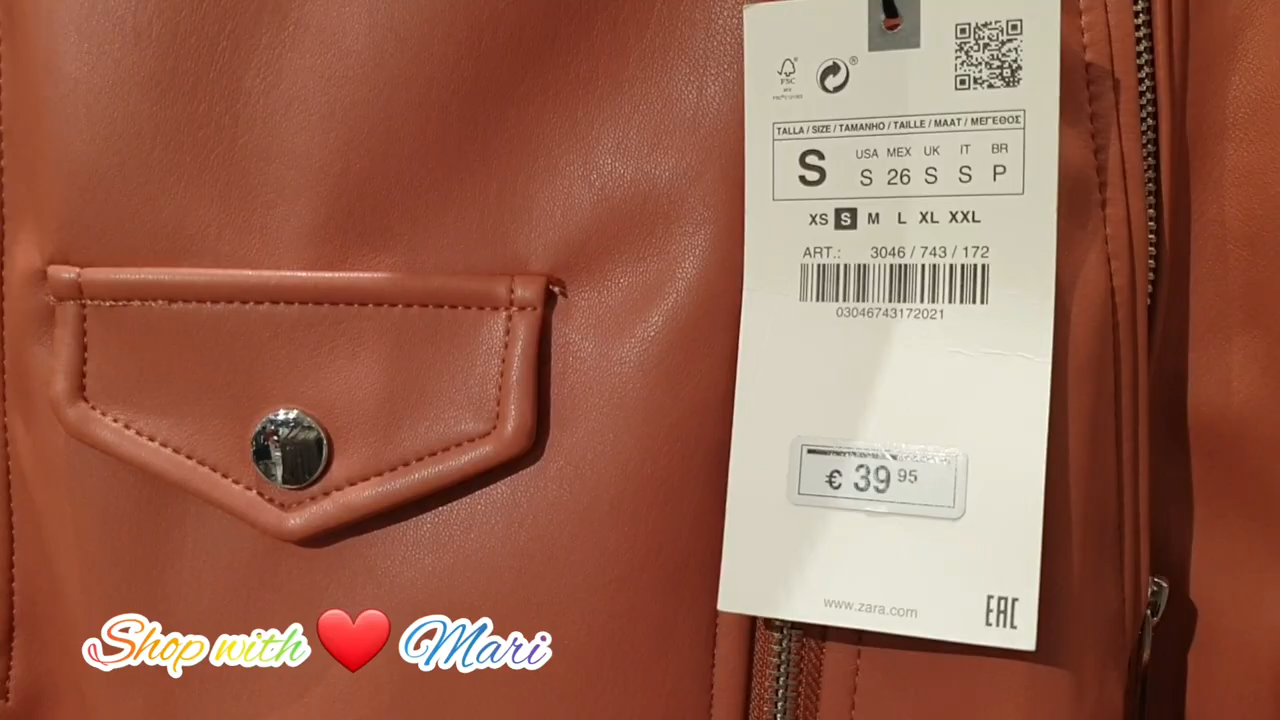 FSC
TALLA / SIZE / TAMANHO / TAILLE / MAAT / ΜΕΓΕΘΟΣ
S
USA MEX UK IT BR
S 26 S S P
XS S M L XL XXL
ART.: 3046 / 743 / 172
03046743172021
€ 39 95
www.zara.com
EAC
Shop with ❤️ Mari